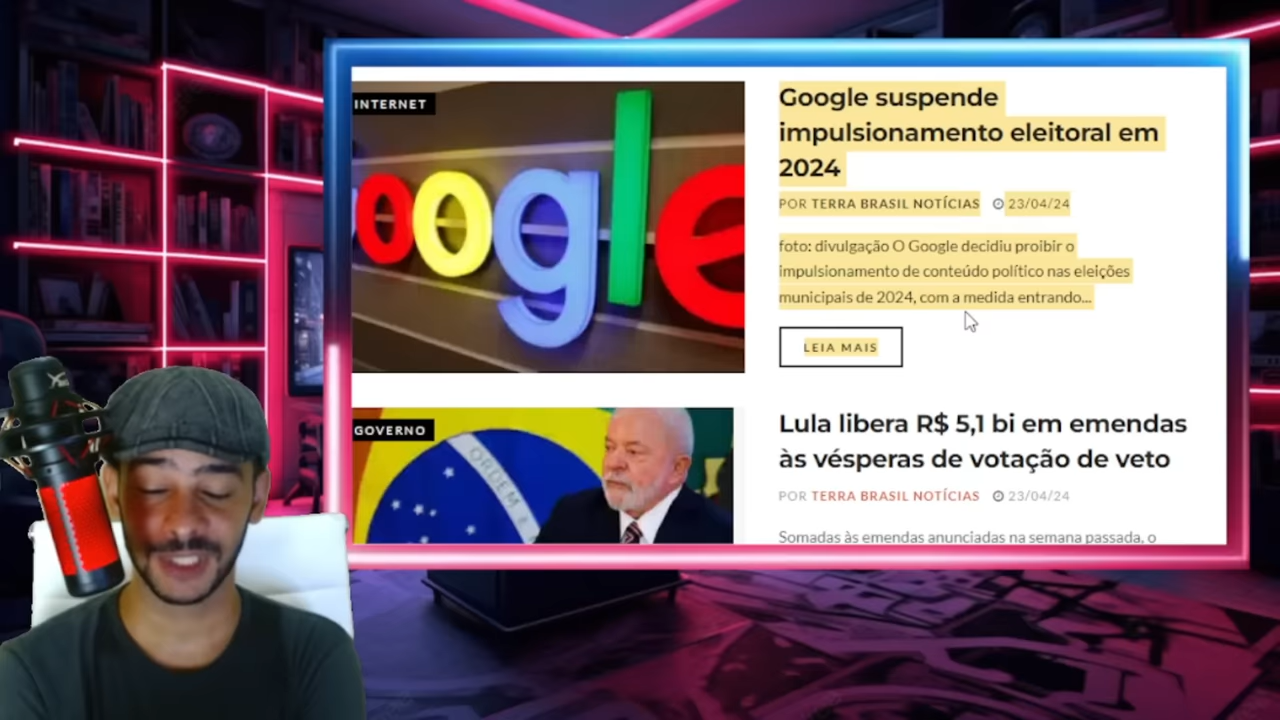 INTERNET
oogle
Google suspende
impulsionamento eleitoral em
2024
POR TERRA BRASIL NOTÍCIAS 23/04/24
foto: divulgação O Google decidiu proibir o
impulsionamento de conteúdo político nas eleições
municipais de 2024, com a medida entrando...
LEIA MAIS
GOVERNO
ORDEM E
Lula libera R$ 5,1 bi em emendas
às vésperas de votação de veto
POR TERRA BRASIL NOTÍCIAS 23/04/24
Somadas às emendas anunciadas na semana passada, o